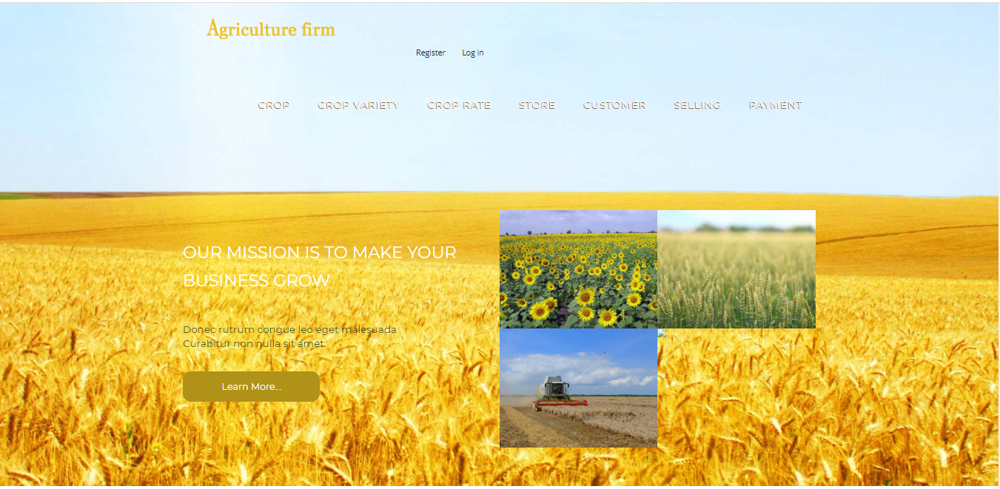 Agriculture firm
Register Log in
CROP CROP VARIETY CROP RATE STORE CUSTOMER SELLING PAYMENT
OUR MISSION IS TO MAKE YOUR
BUSINESS GROW
Donec rutrum congue leo eget malesuada
Curabitur non nulla sit amet.
Learn More...